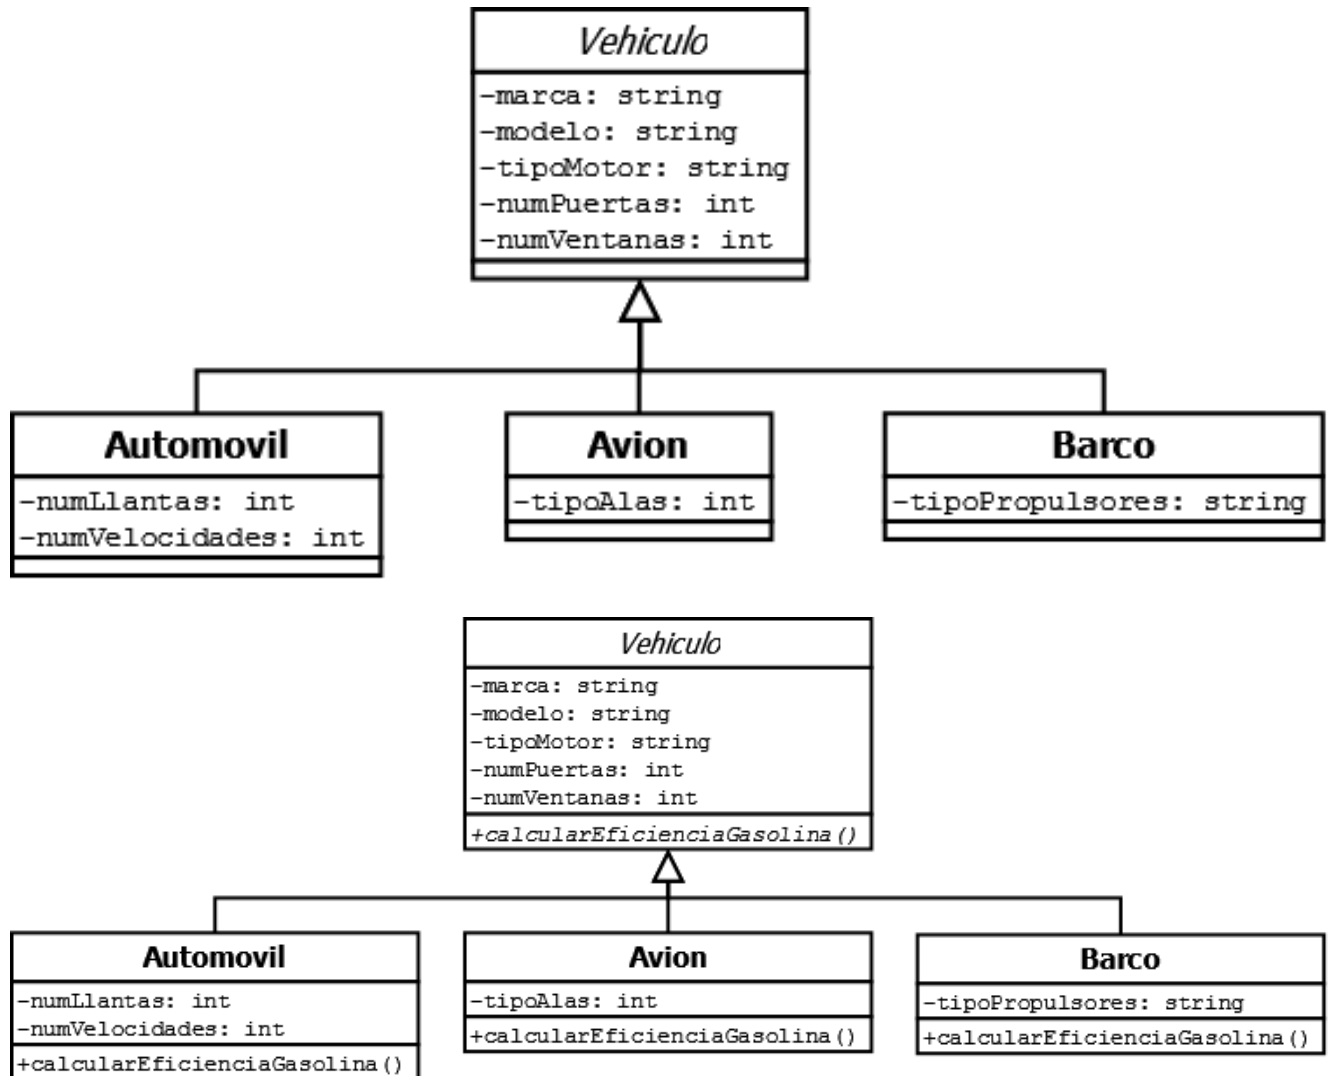 Vehiculo
-marca: string
-modelo: string
-tipoMotor: string
-numPuertas: int
-numVentanas: int
Automovil
-numLlantas: int
-numVelocidades: int
Avion
-tipoAlas: int
Barco
-tipoPropulsores: string
Vehiculo
-marca: string
-modelo: string
-tipoMotor: string
-numPuertas: int
-numVentanas: int
+calcularEficienciaGasolina()
Automovil
-numLlantas: int
-numVelocidades: int
+calcularEficienciaGasolina()
Avion
-tipoAlas: int
+calcularEficienciaGasolina()
Barco
-tipoPropulsores: string
+calcularEficienciaGasolina()